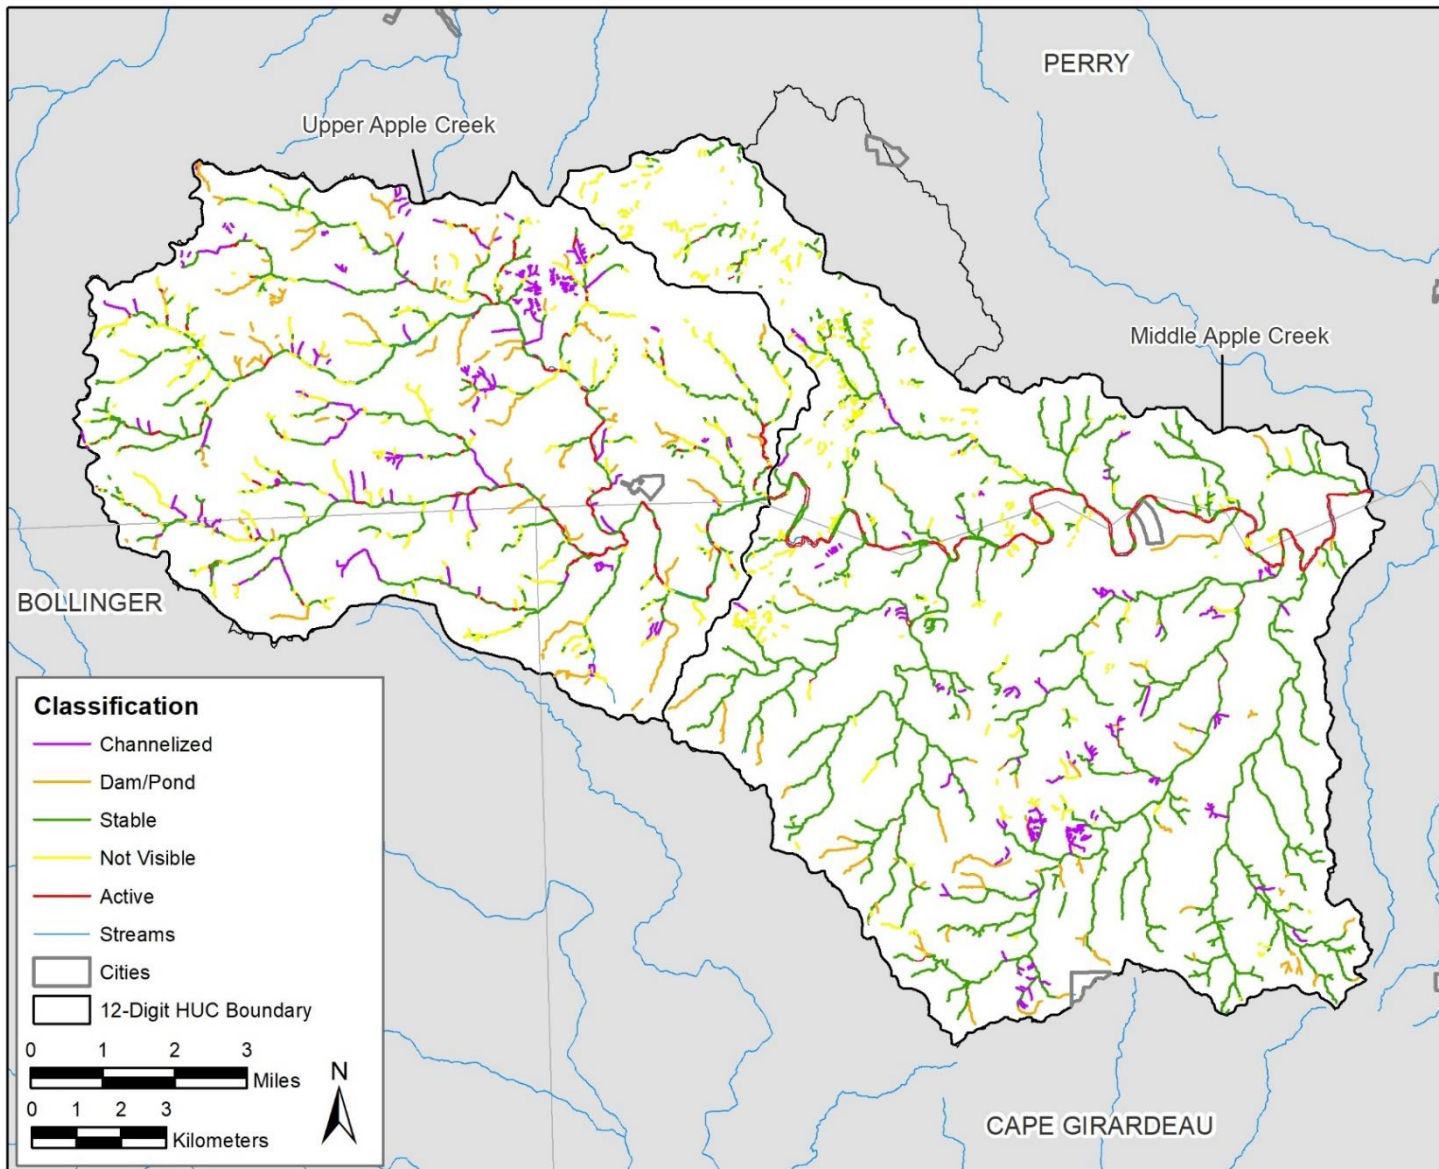 PERRY
Upper Apple Creek
Middle Apple Creek
BOLLINGER
Classification
Channelized
Dam/Pond
Stable
Not Visible
Active
Streams
Cities
12-Digit HUC Boundary
0 1 2 3
Miles
0 1 2 3
Kilometers
N
CAPE GIRARDEAU